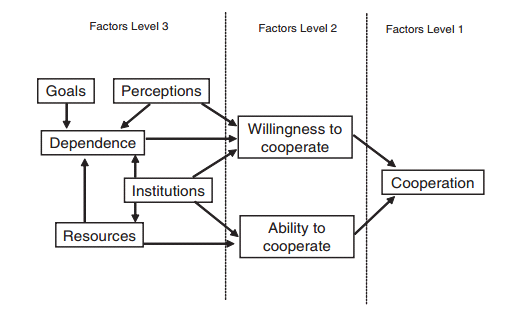 Factors Level 3
Factors Level 2
Factors Level 1
Goals
Perceptions
Dependence
Willingness to
cooperate
Institutions
Cooperation
Resources
Ability to
cooperate